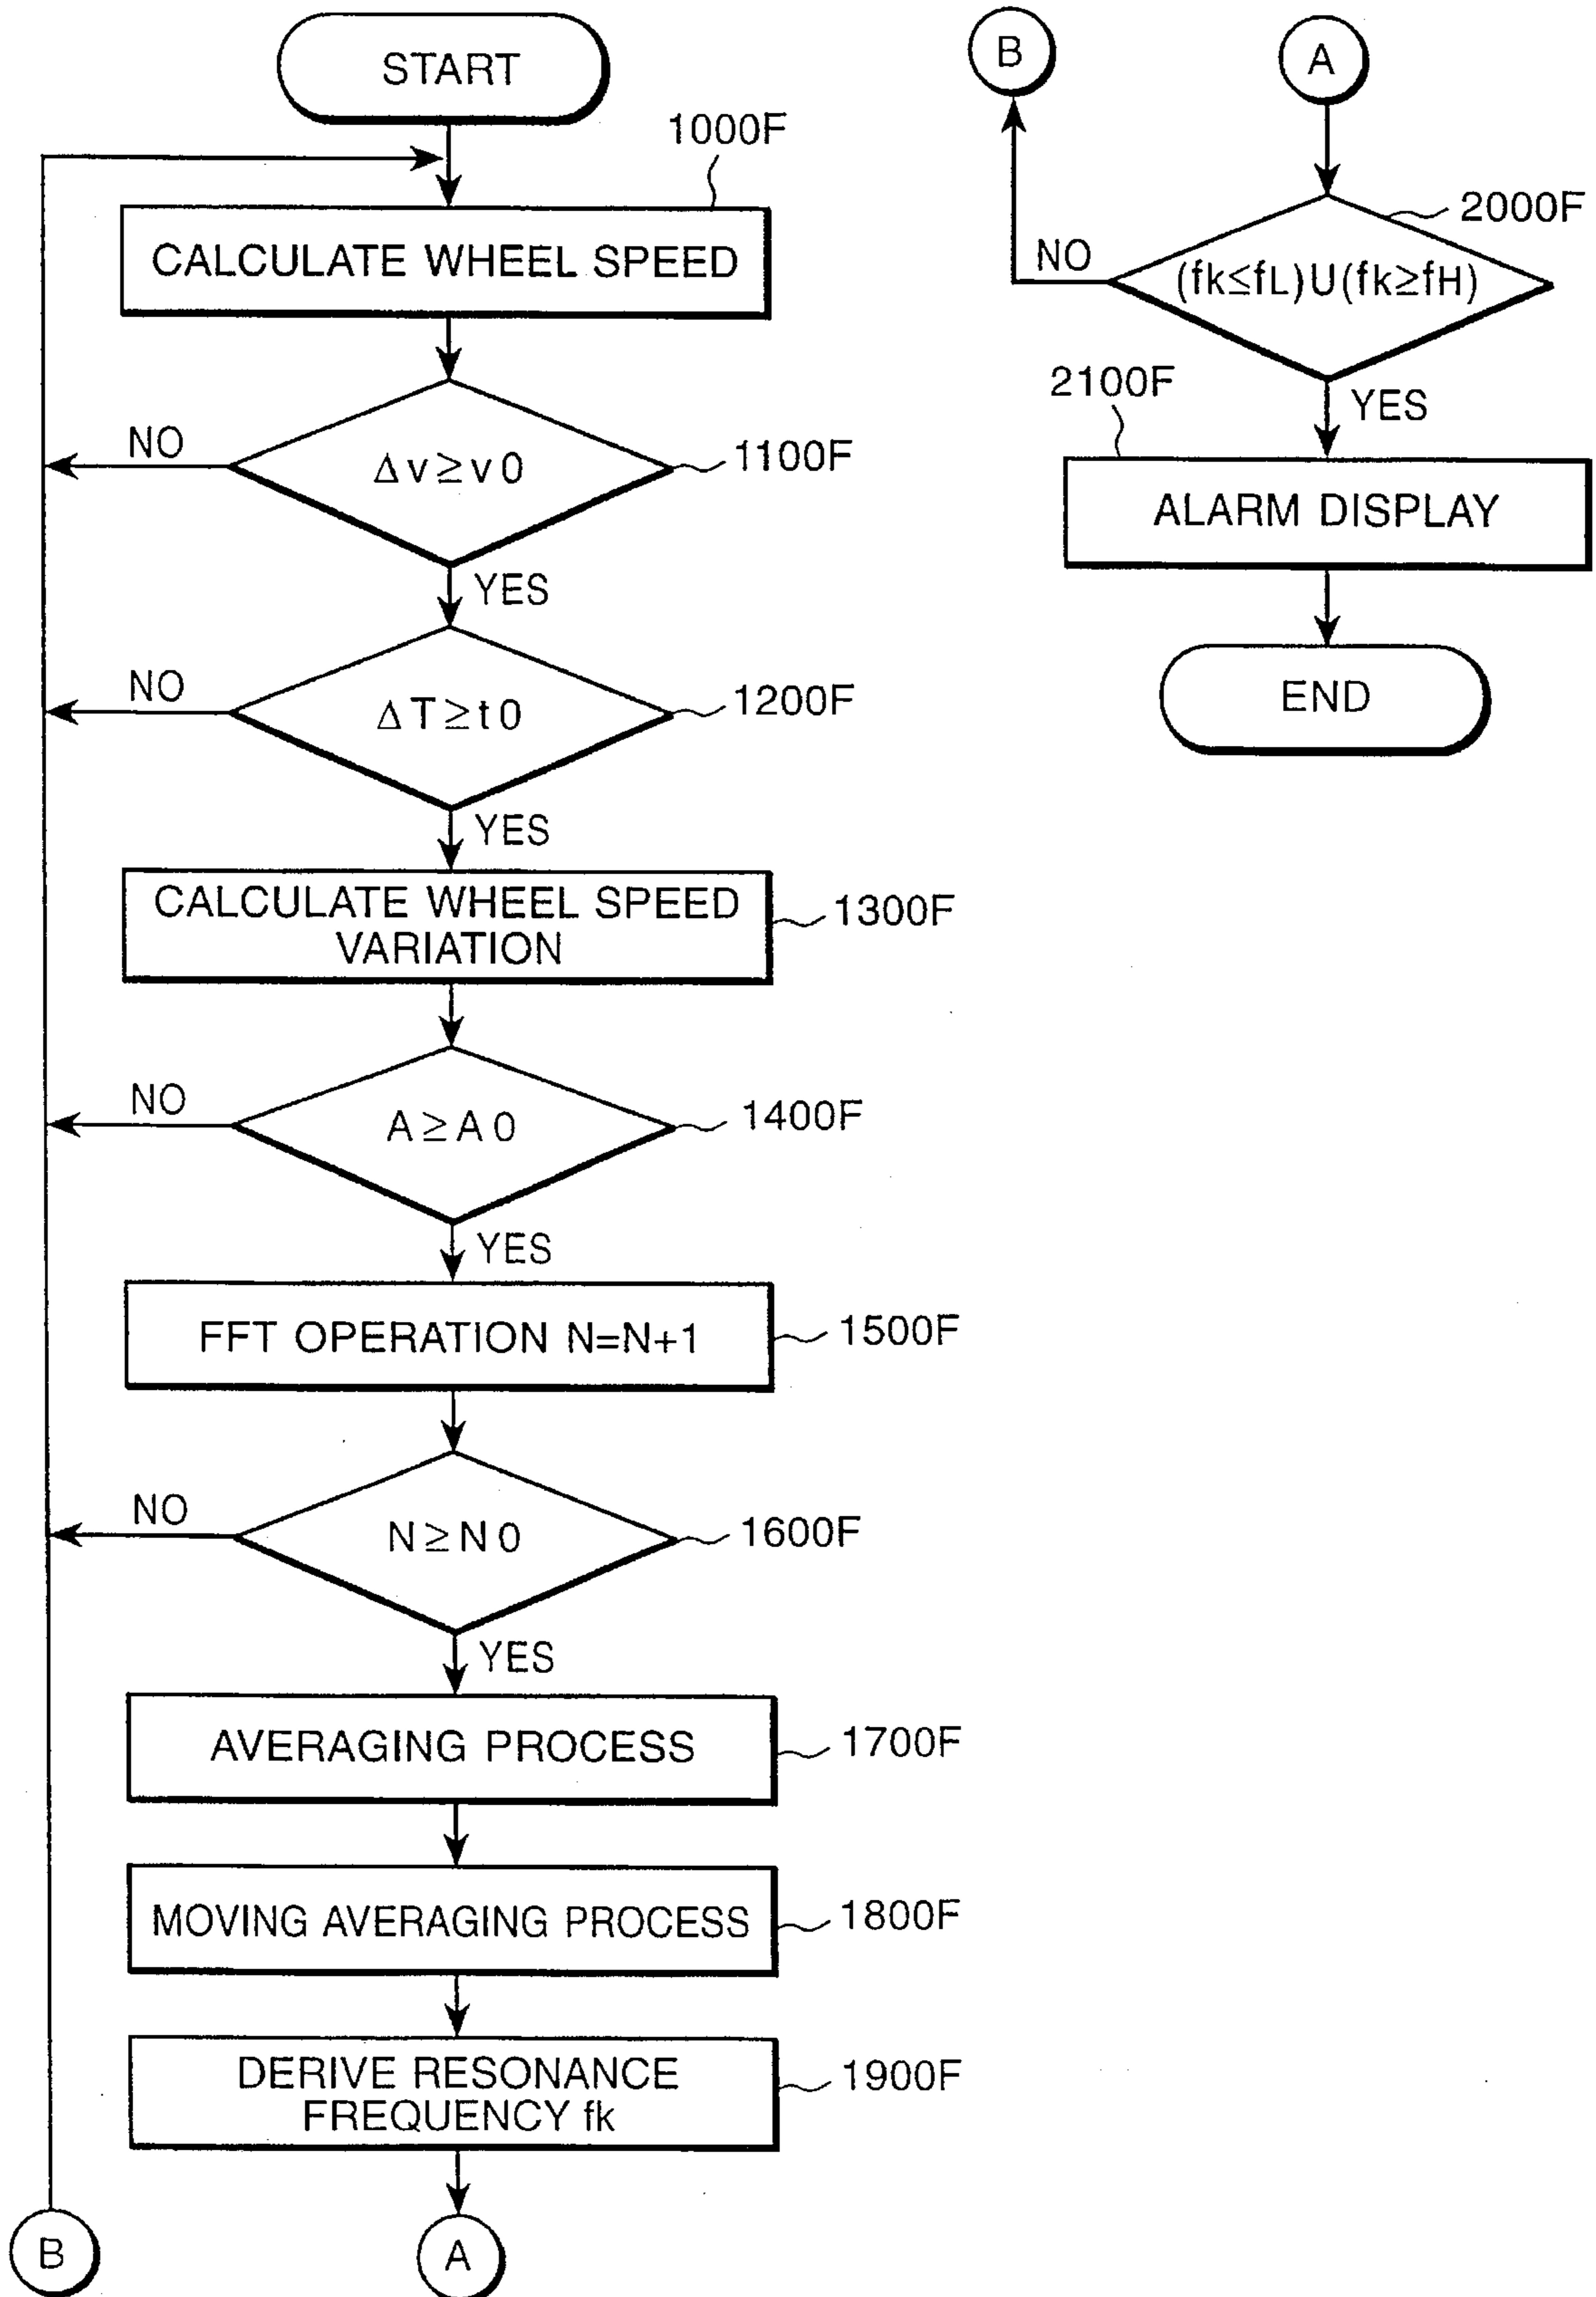 START
1000F
CALCULATE WHEEL SPEED
NO
Δv≥v0
1100F
YES
NO
ΔT≥t0
1200F
YES
CALCULATE WHEEL SPEED
VARIATION
1300F
NO
A≥A0
1400F
YES
FFT OPERATION N=N+1
1500F
NO
N≥N0
1600F
YES
AVERAGING PROCESS
1700F
MOVING AVERAGING PROCESS
1800F
DERIVE RESONANCE
FREQUENCY fk
1900F
B
A
B
A
2000F
NO
(fk≤fL)U(fk≥fH)
2100F
YES
ALARM DISPLAY
END